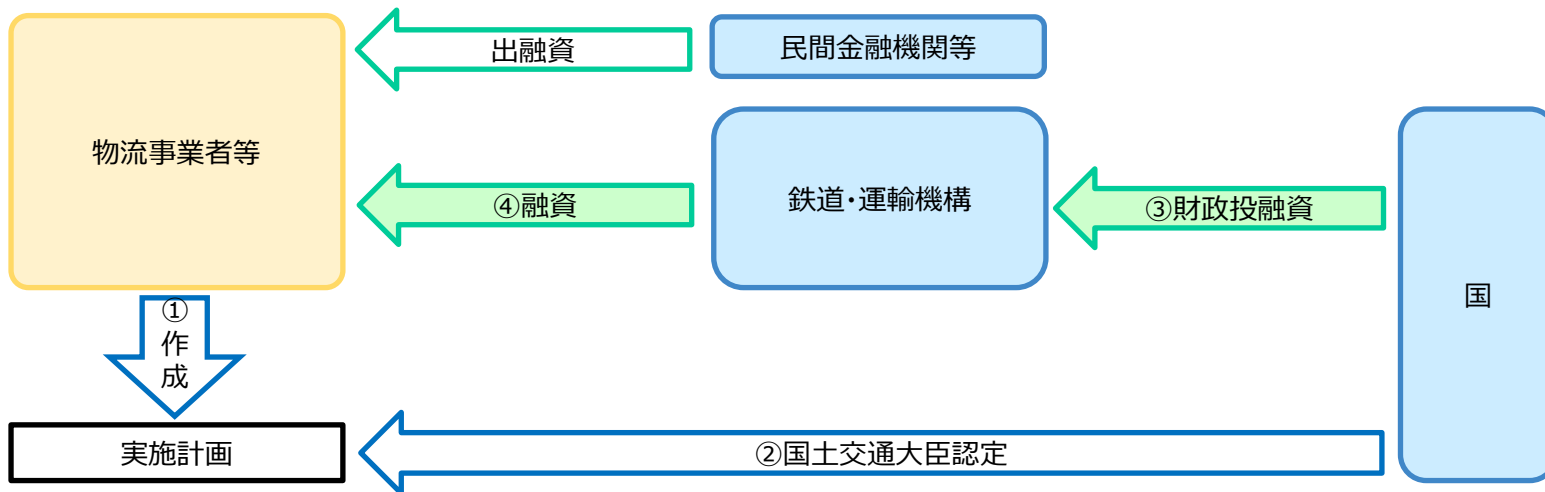 出融資
民間金融機関等
物流事業者等
④融資
鉄道・運輸機構
③財政投融資
国
①
作
成
実施計画
②国土交通大臣認定